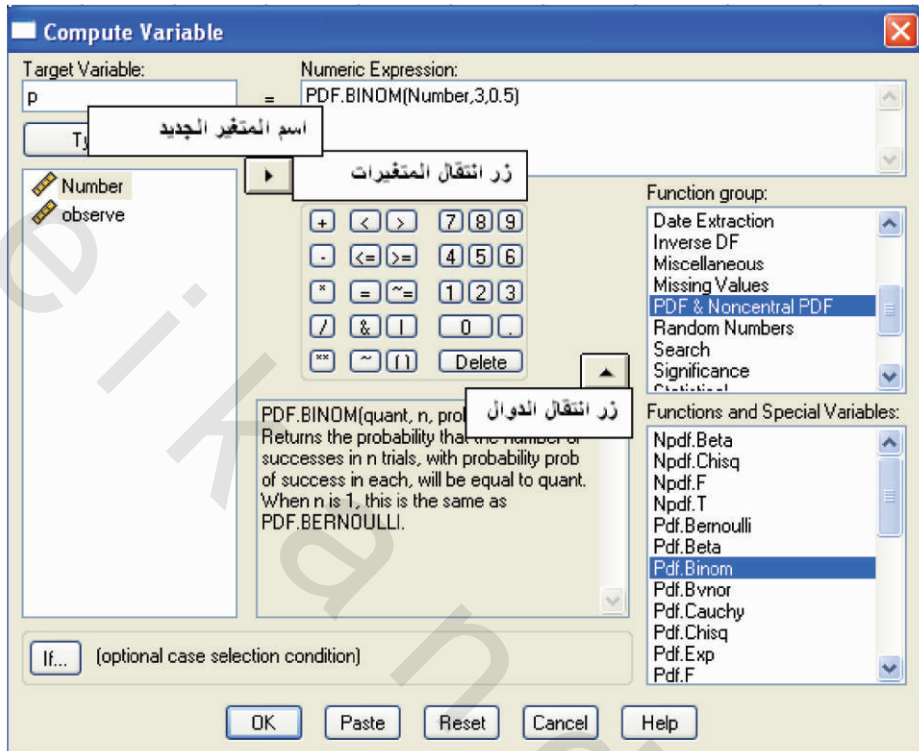 Compute Variable
Target Variable:
Numeric Expression:
p
=
PDF.BINOM(Number,3,0.5)
اسم المتغير الجديد
زر انتقال المتغيرات
Number
observe
+ < > 7 8 9
- <= >= 4 5 6
* = ~= 1 2 3
/ & | 0 .
** ~ () Delete
Function group:
Date Extraction
Inverse DF
Miscellaneous
Missing Values
PDF & Noncentral PDF
Random Numbers
Search
Significance
Statistical
زر انتقال الدوال
PDF.BINOM(quant, n,
Returns the probability that the number of
successes in n trials, with probability prob
of success in each, will be equal to quant.
When n is 1, this is the same as
PDF.BERNOULLI.
Functions and Special Variables:
Npdf.Beta
Npdf.Chisq
Npdf.F
Npdf.T
Pdf.Bernoulli
Pdf.Beta
Pdf.Binom
Pdf.Bvnor
Pdf.Cauchy
Pdf.Chisq
Pdf.Exp
Pdf.F
If... (optional case selection condition)
OK Paste Reset Cancel Help
e i k a n